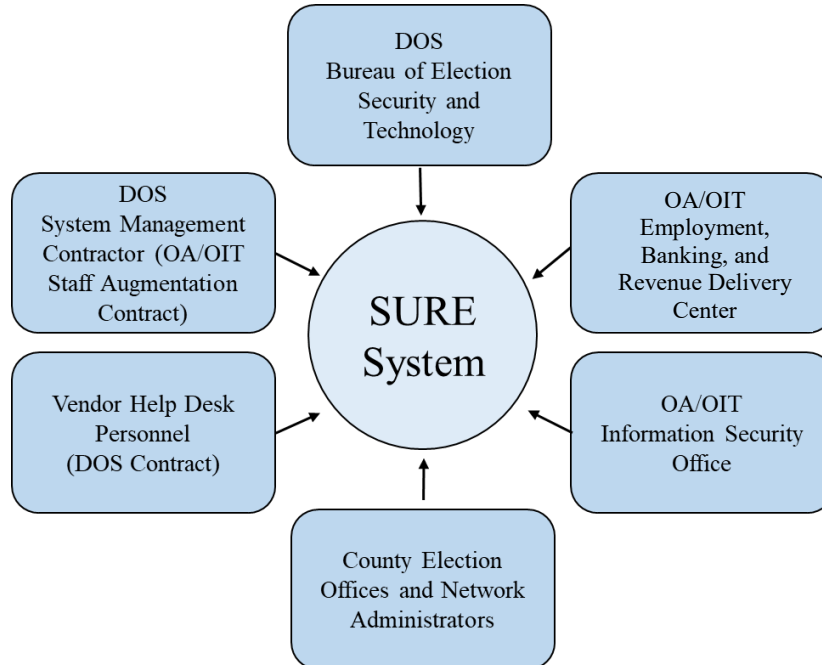 DOS
Bureau of Election
Security and
Technology
DOS
System Management
Contractor (OA/OIT
Staff Augmentation
Contract)
OA/OIT
Employment,
Banking, and
Revenue Delivery
Center
SURE
System
Vendor Help Desk
Personnel
(DOS Contract)
OA/OIT
Information Security
Office
County Election
Offices and Network
Administrators